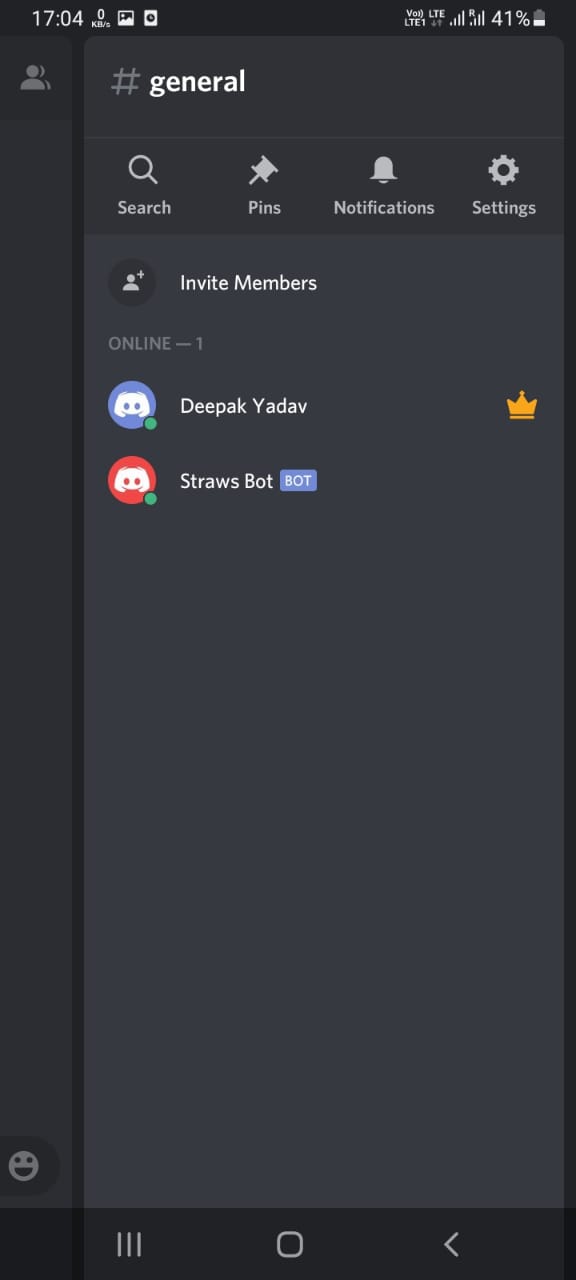 17:04 0 KB/s Vo)) LTE LTE1 R 41%
# general
Search Pins Notifications Settings
Invite Members
ONLINE — 1
Deepak Yadav
Straws Bot BOT